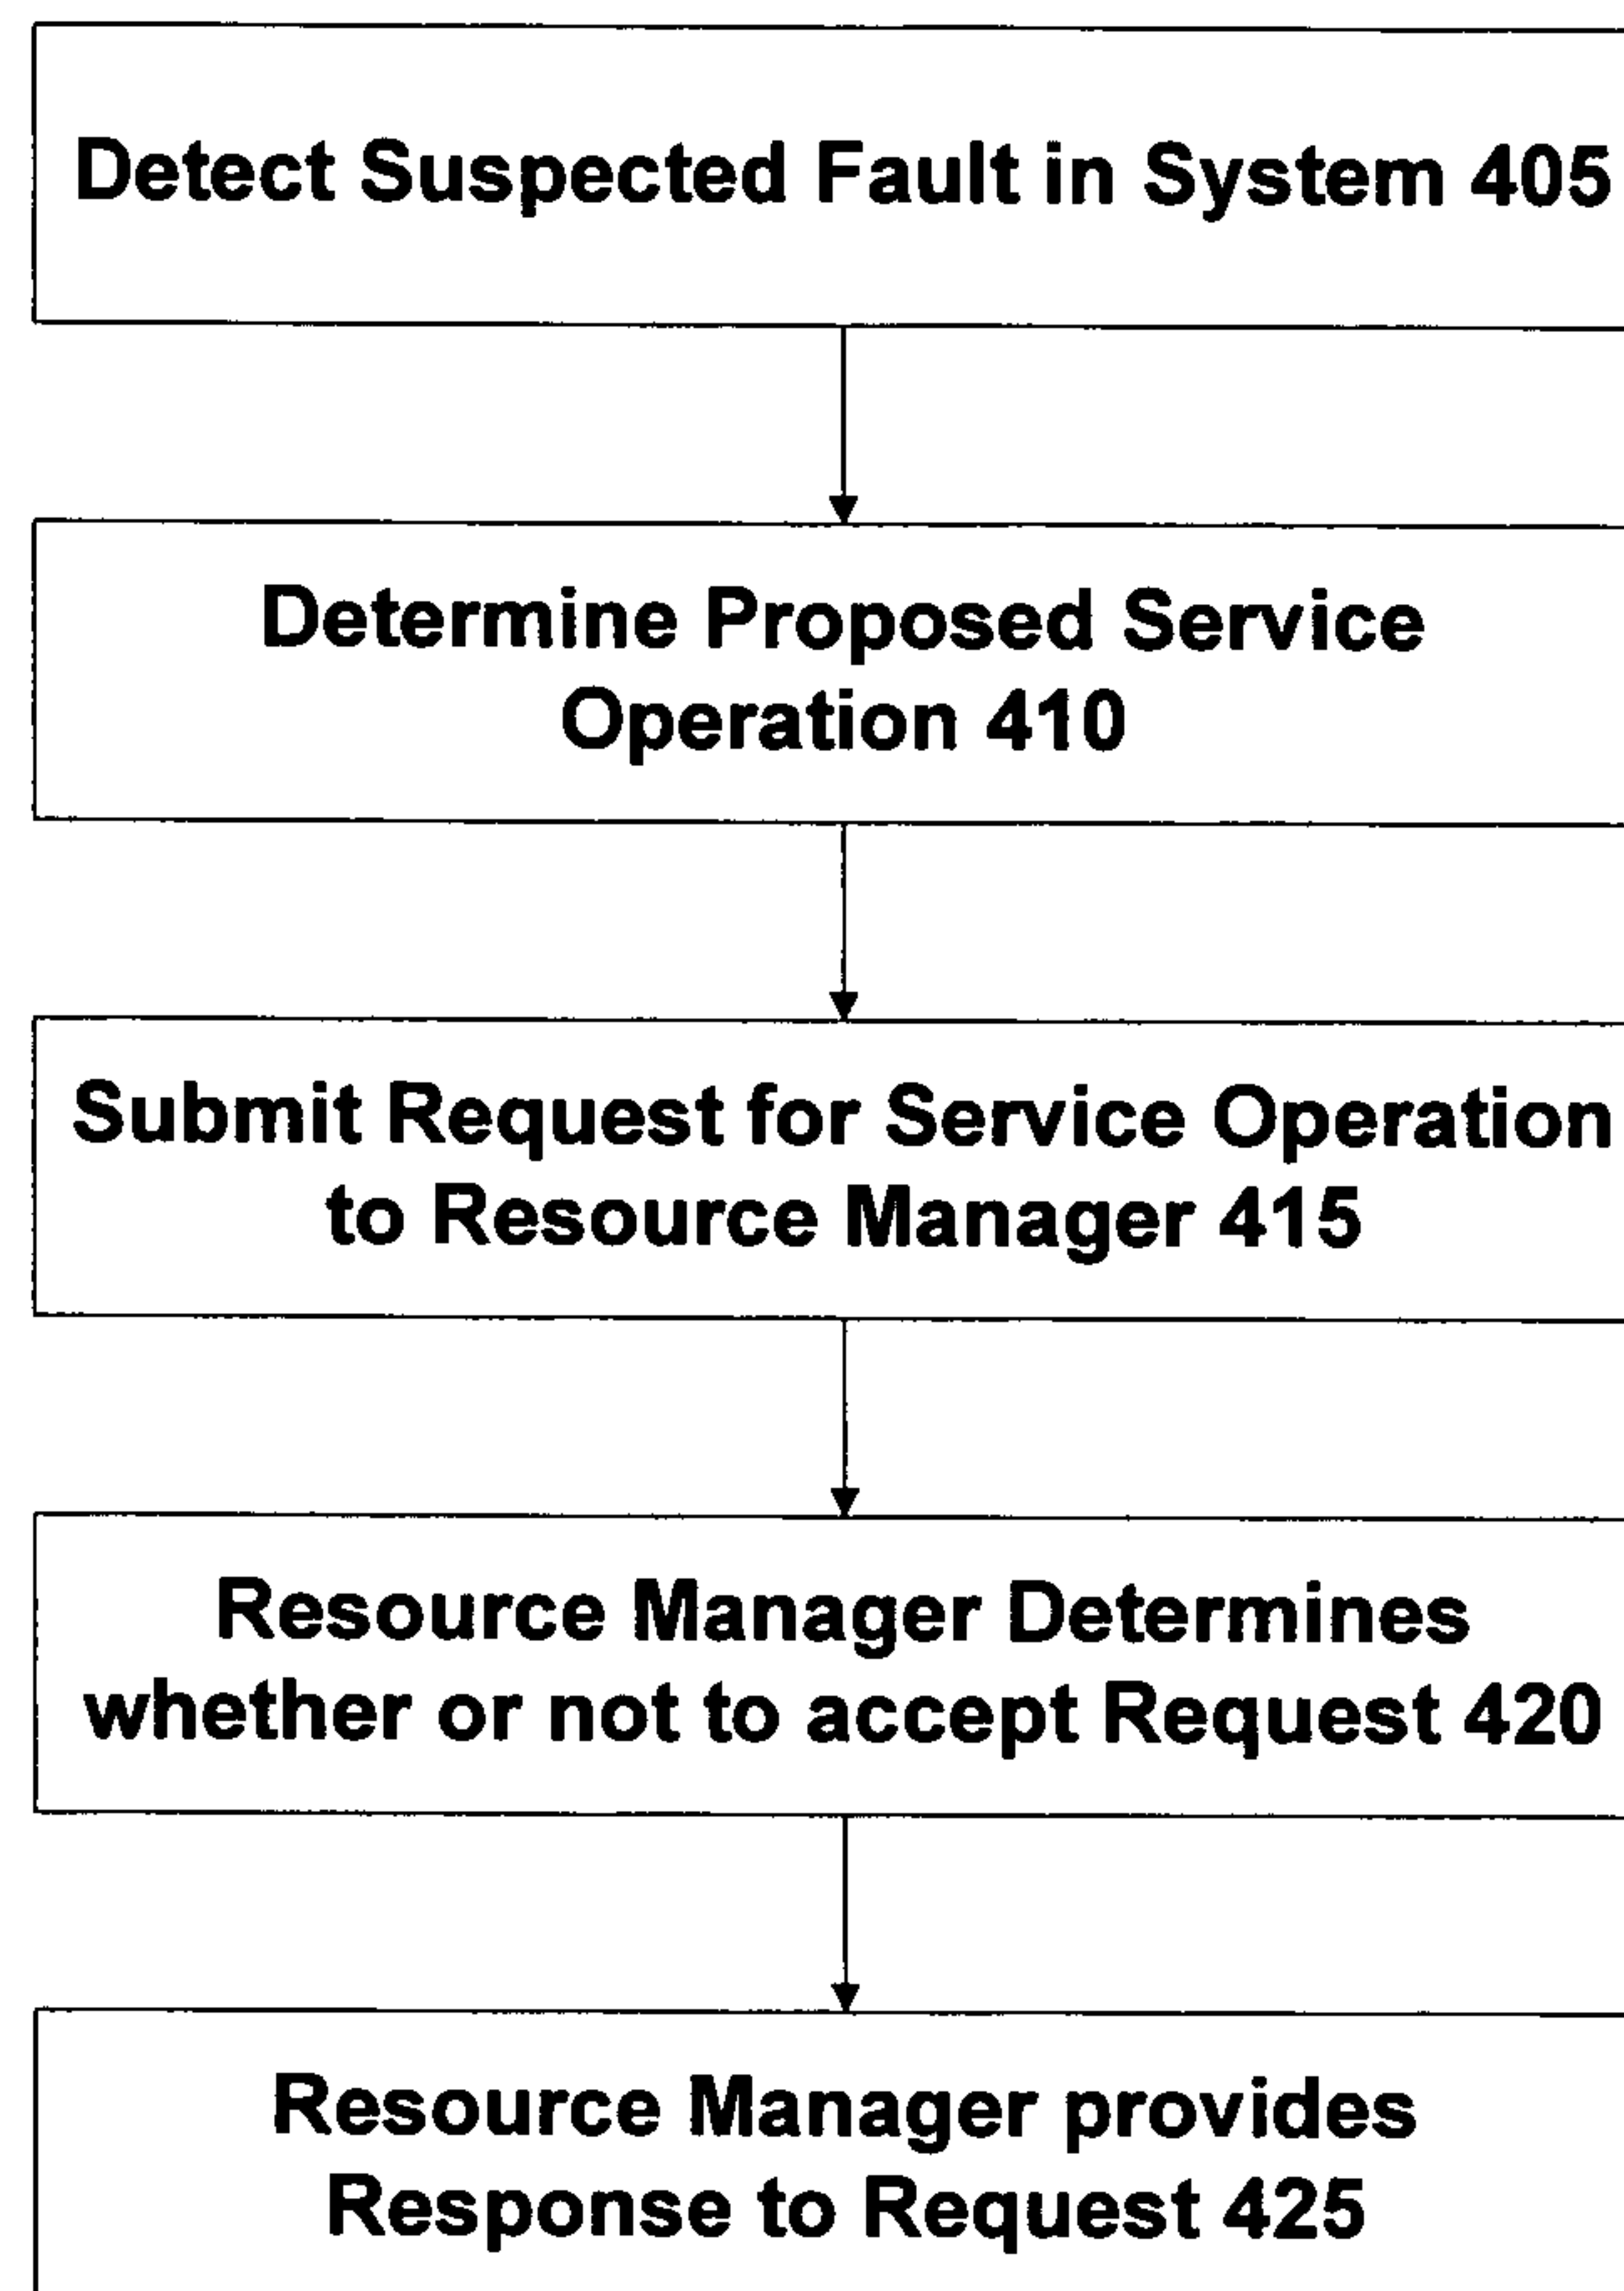 Detect Suspected Fault in System 405
Determine Proposed Service
Operation 410
Submit Request for Service Operation
to Resource Manager 415
Resource Manager Determines
whether or not to accept Request 420
Resource Manager provides
Response to Request 425